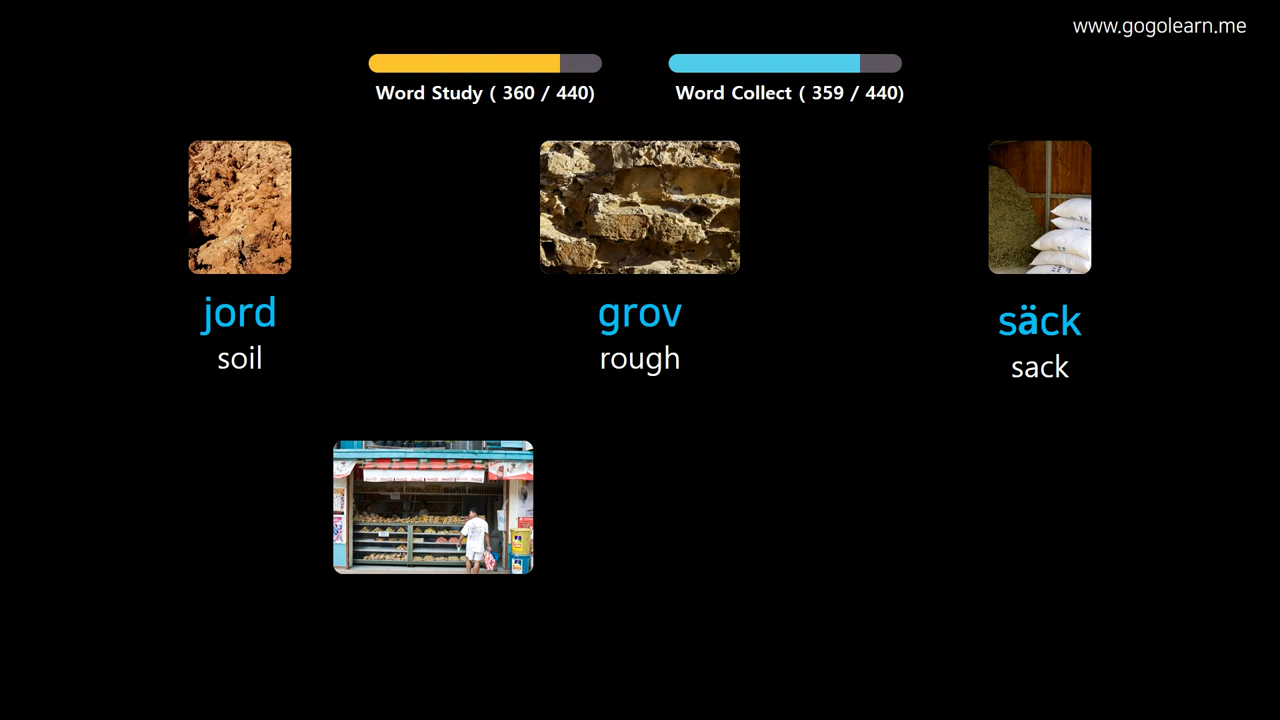 www.gogolearn.me
Word Study ( 360 / 440)
Word Collect ( 359 / 440)
jord
soil
grov
rough
säck
sack